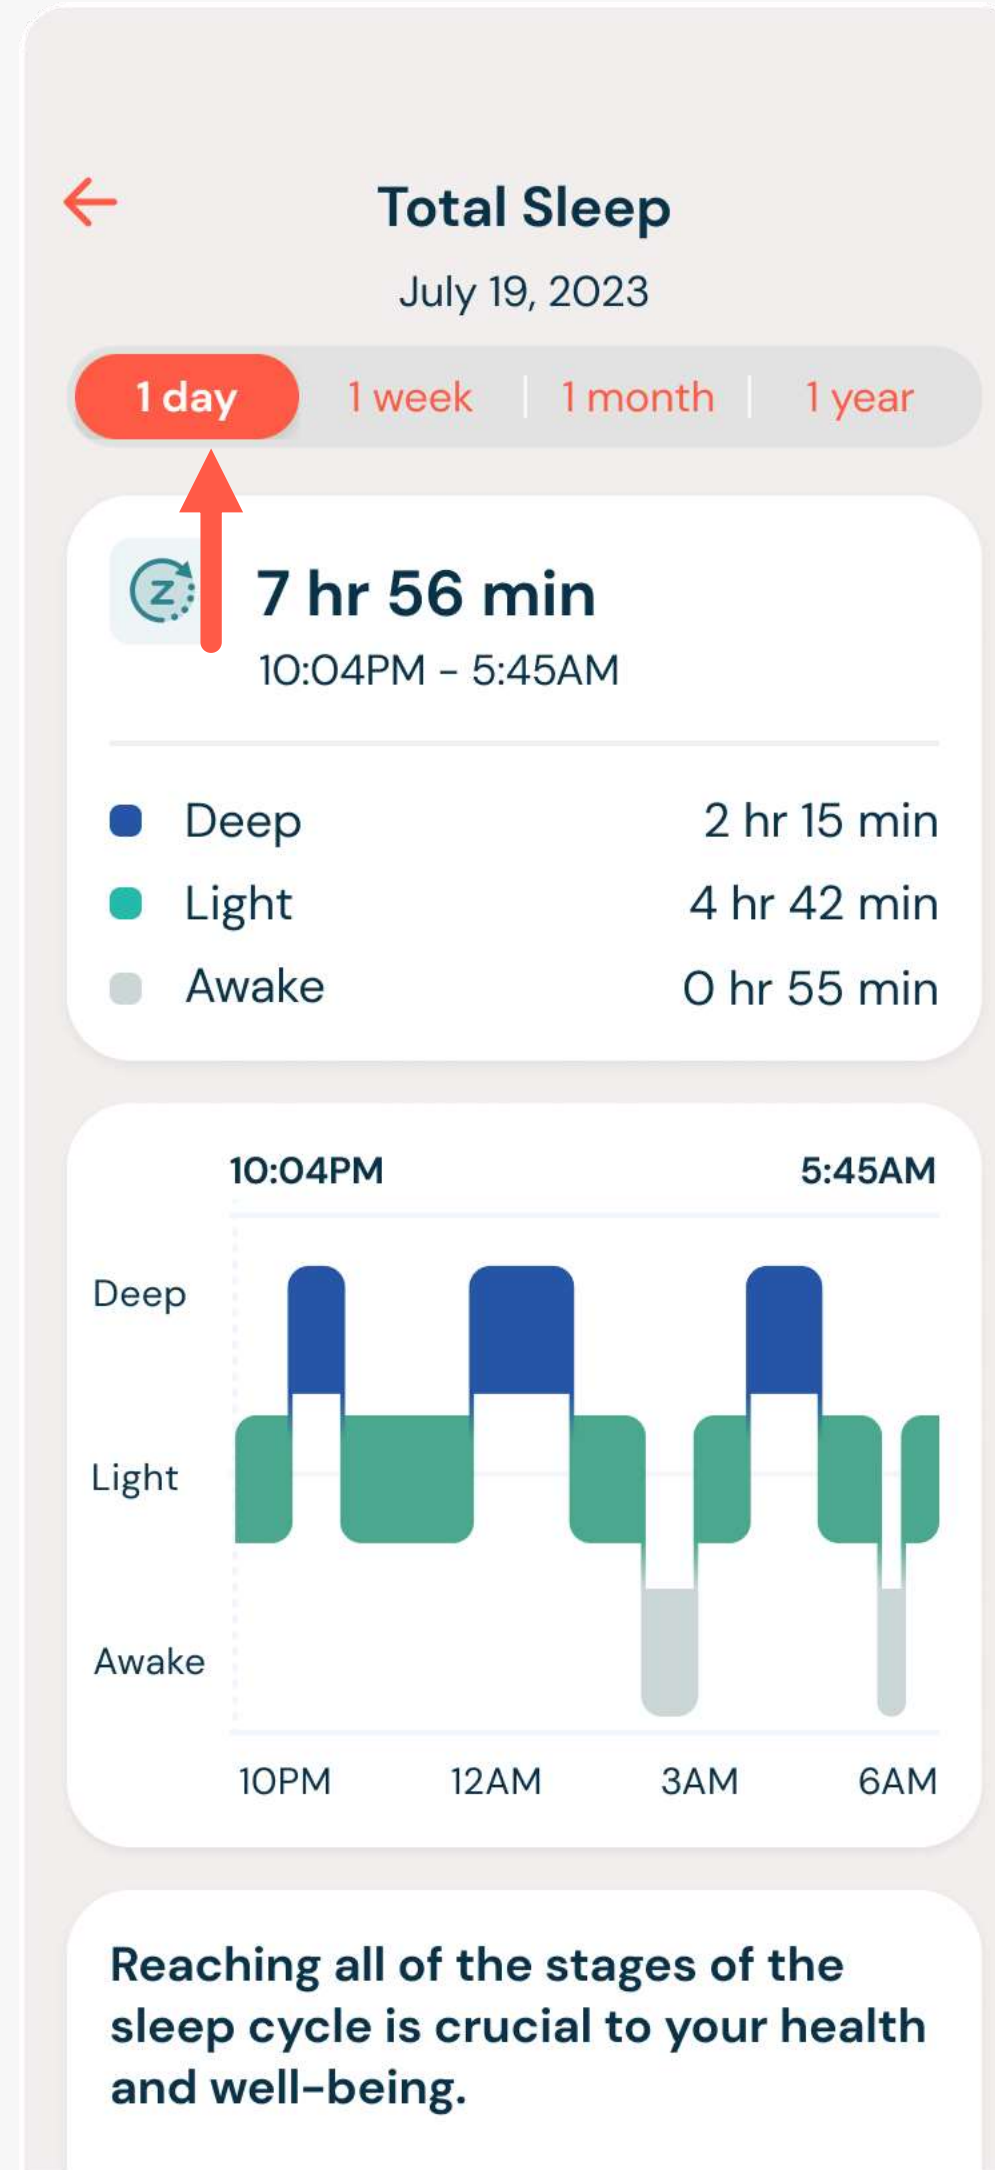 Total Sleep
July 19, 2023
1 day 1 week 1 month 1 year
Z
7 hr 56 min
10:04PM - 5:45AM
Deep 2 hr 15 min
Light 4 hr 42 min
Awake 0 hr 55 min
10:04PM 5:45AM
Deep
Light
Awake
10PM 12AM 3AM 6AM
Reaching all of the stages of the
sleep cycle is crucial to your health
and well-being.